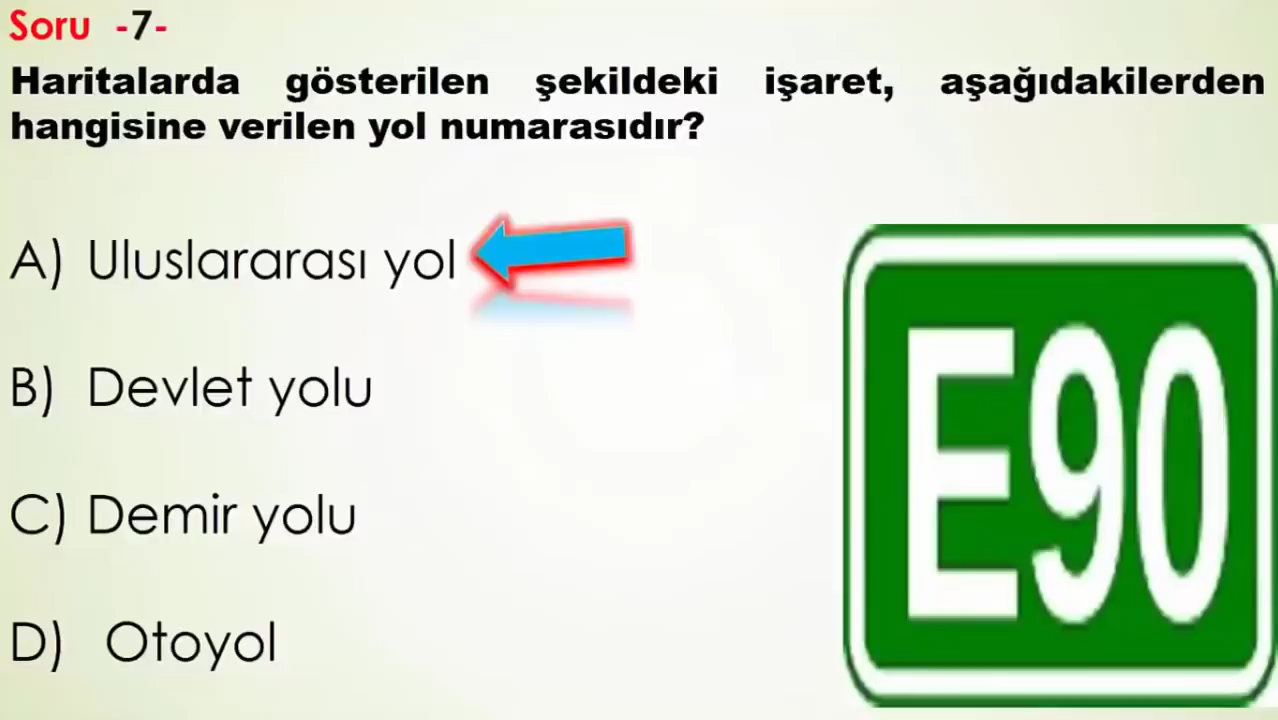 Soru -7-
Haritalarda gösterilen şekildeki işaret, aşağıdakilerden
hangisine verilen yol numarasıdır?
A) Uluslararası yol
B) Devlet yolu
C) Demir yolu
D) Otoyol
E90